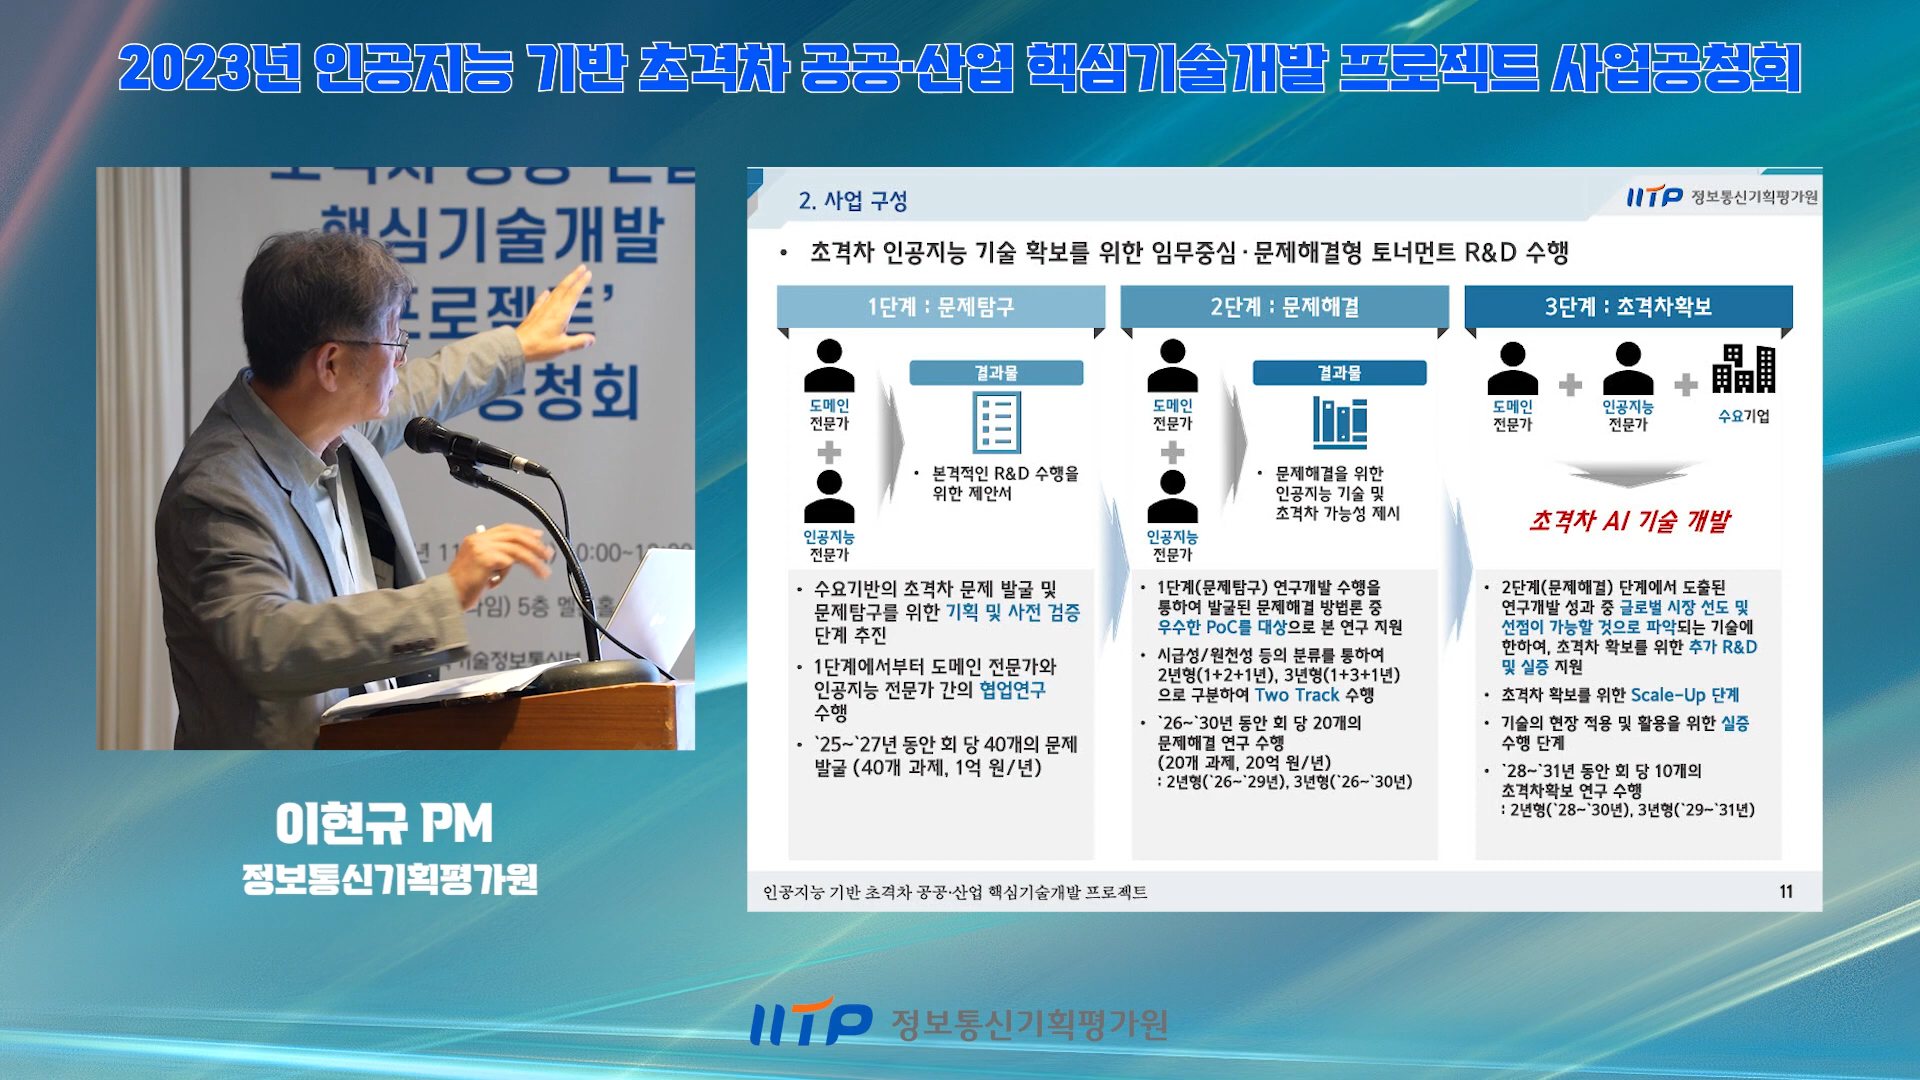 2023년 인공지능 기반 초격차 공공·산업 핵심기술개발 프로젝트 사업공청회
핵심기술개발
프로젝트’
공청회
5층
이현규 PM
정보통신기획평가원
2. 사업 구성
IITP 정보통신기획평가원
• 초격차 인공지능 기술 확보를 위한 임무중심·문제해결형 토너먼트 R&D 수행
1단계 : 문제탐구
도메인
전문가
인공지능
전문가
결과물
• 본격적인 R&D 수행을
위한 제안서
• 수요기반의 초격차 문제 발굴 및
문제탐구를 위한 기획 및 사전 검증
단계 추진
• 1단계에서부터 도메인 전문가와
인공지능 전문가 간의 협업연구
수행
• `25~`27년 동안 회 당 40개의 문제
발굴 (40개 과제, 1억 원/년)
2단계 : 문제해결
도메인
전문가
인공지능
전문가
결과물
• 문제해결을 위한
인공지능 기술 및
초격차 가능성 제시
• 1단계(문제탐구) 연구개발 수행을
통하여 발굴된 문제해결 방법론 중
우수한 PoC를 대상으로 본 연구 지원
• 시급성/원천성 등의 분류를 통하여
2년형(1+2+1년), 3년형(1+3+1년)
으로 구분하여 Two Track 수행
• `26~`30년 동안 회 당 20개의
문제해결 연구 수행
(20개 과제, 20억 원/년)
: 2년형(`26~`29년), 3년형(`26~`30년)
3단계 : 초격차확보
도메인
전문가
인공지능
전문가
수요기업
초격차 AI 기술 개발
• 2단계(문제해결) 단계에서 도출된
연구개발 성과 중 글로벌 시장 선도 및
선점이 가능할 것으로 파악되는 기술에
한하여, 초격차 확보를 위한 추가 R&D
및 실증 지원
• 초격차 확보를 위한 Scale-Up 단계
• 기술의 현장 적용 및 활용을 위한 실증
수행 단계
• `28~`31년 동안 회 당 10개의
초격차확보 연구 수행
: 2년형(`28~`30년), 3년형(`29~`31년)
인공지능 기반 초격차 공공·산업 핵심기술개발 프로젝트
11
IITP 정보통신기획평가원